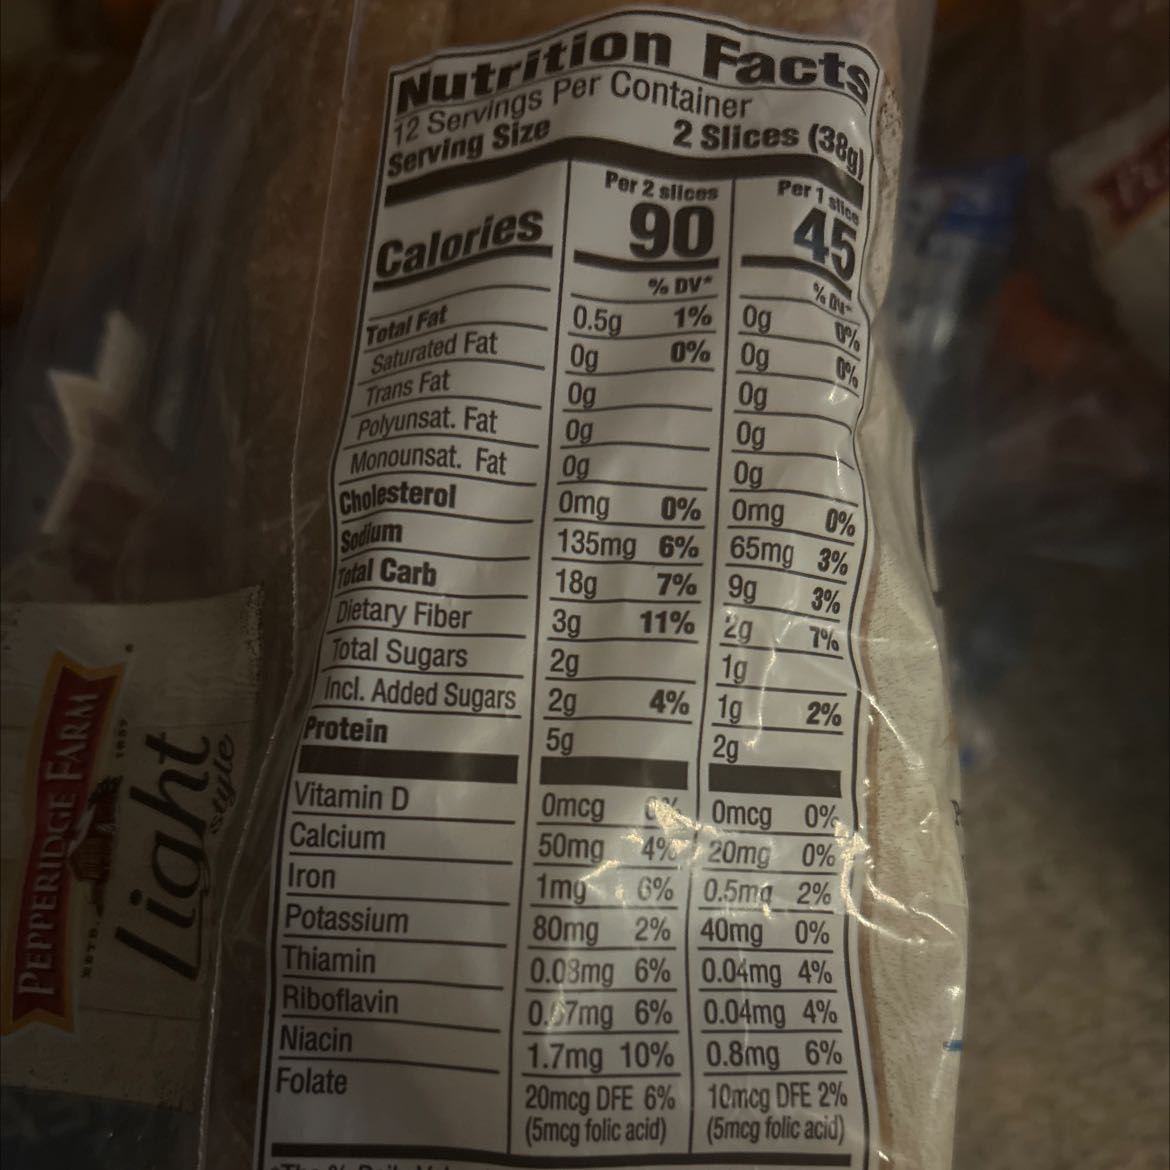 Nutrition Facts
12 Servings Per Container
Serving Size 2 Slices (38g)
Per 2 slices Per 1 slice
Calories 90 45
% DV* % DV*
Total Fat 0.5g 1% 0g 0%
Saturated Fat 0g 0% 0g 0%
Trans Fat 0g 0g
Polyunsat. Fat 0g 0g
Monounsat. Fat 0g 0g
Cholesterol 0mg 0% 0mg 0%
Sodium 135mg 6% 65mg 3%
Total Carb 18g 7% 9g 3%
Dietary Fiber 3g 11% 2g 7%
Total Sugars 2g 1g
Incl. Added Sugars 2g 4% 1g 2%
Protein 5g 2g
Vitamin D 0mcg 0% 0mcg 0%
Calcium 50mg 4% 20mg 0%
Iron 1mg 6% 0.5mg 2%
Potassium 80mg 2% 40mg 0%
Thiamin 0.08mg 6% 0.04mg 4%
Riboflavin 0.07mg 6% 0.04mg 4%
Niacin 1.7mg 10% 0.8mg 6%
Folate 20mcg DFE 6% 10mcg DFE 2%
(5mcg folic acid) (5mcg folic acid)
PEPPERIDGE FARM
light
style